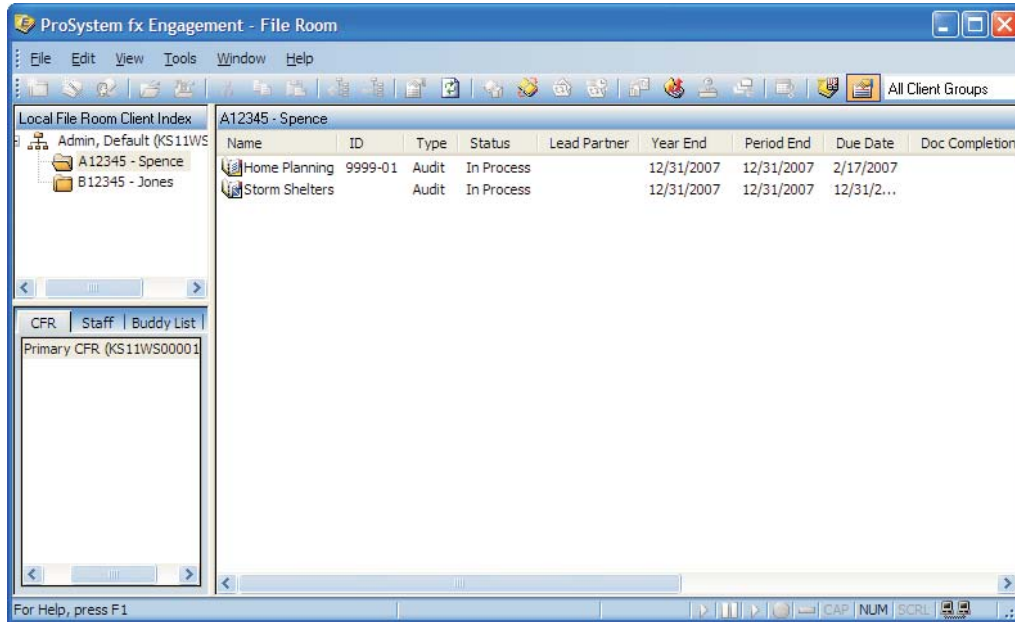 ProSystem fx Engagement - File Room
File Edit View Tools Window Help
All Client Groups
Local File Room Client Index
Admin, Default (KS11WS
A12345 - Spence
B12345 - Jones
CFR Staff Buddy List
Primary CFR (KS11WS00001
A12345 - Spence
Name ID Type Status Lead Partner Year End Period End Due Date Doc Completion
Home Planning 9999-01 Audit In Process 12/31/2007 12/31/2007 2/17/2007
Storm Shelters Audit In Process 12/31/2007 12/31/2007 12/31/2...
For Help, press F1
CAP NUM SCRL